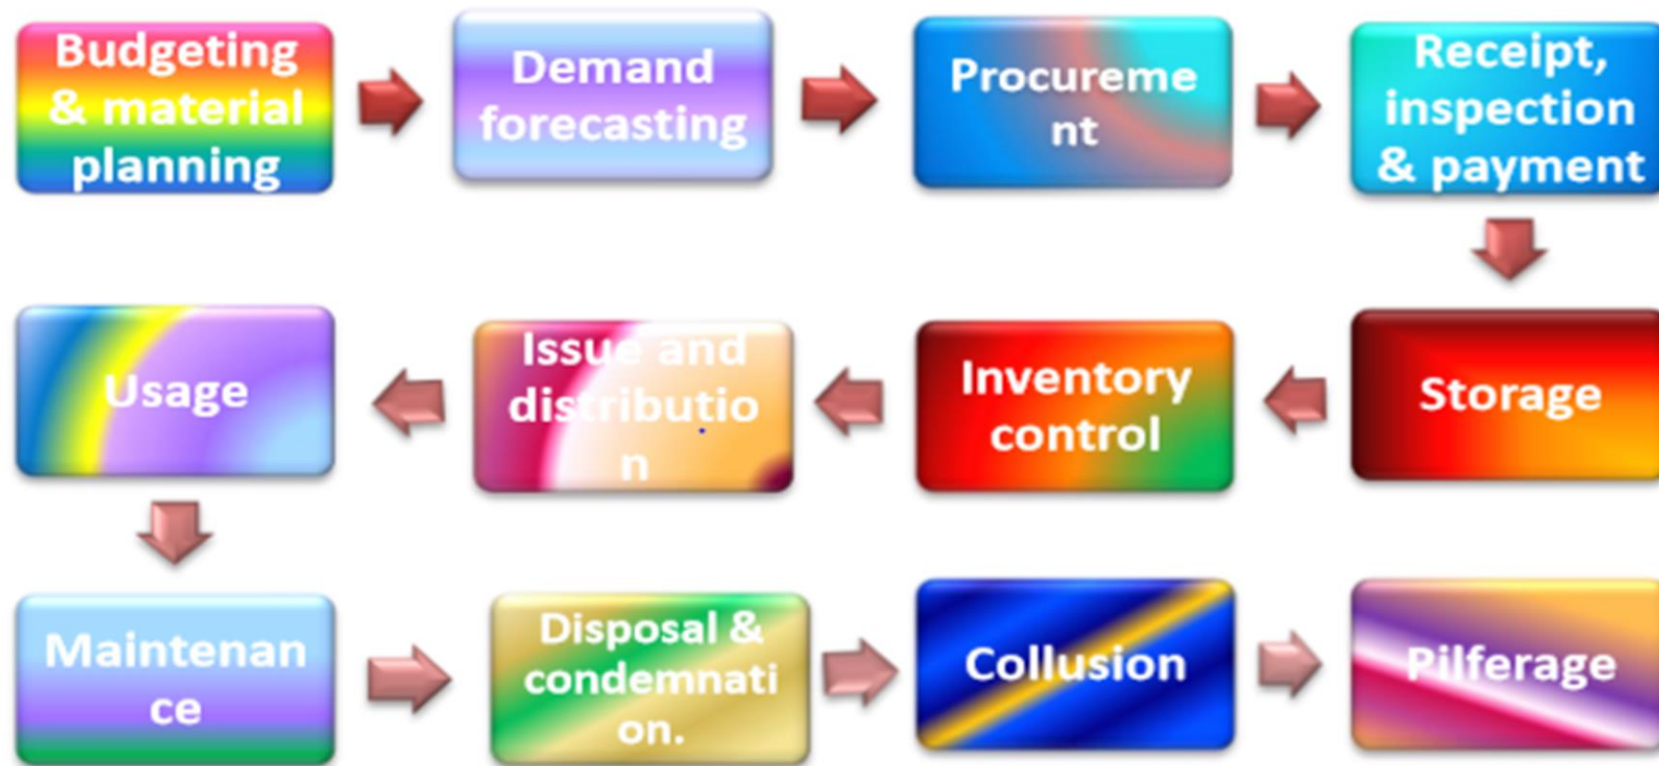 Budgeting
& material
planning
Demand
forecasting
Procureme
nt
Receipt,
inspection
& payment
Usage
Issue and
distributio
n
Inventory
control
Storage
Maintenan
ce
Disposal &
condemnati
on.
Collusion
Pilferage